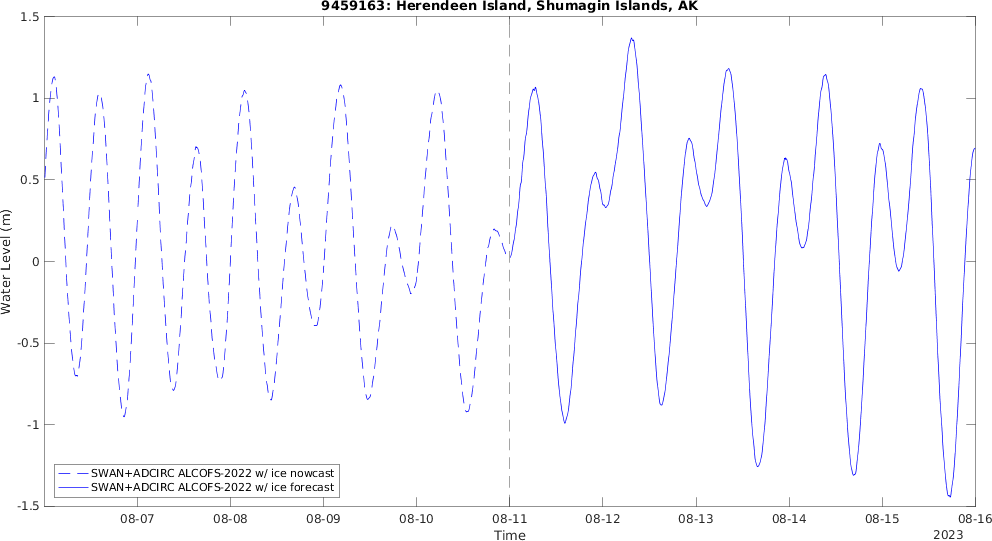 9459163: Herendeen Island, Shumagin Islands, AK
Water Level (m)
1.5
1
0.5
0
-0.5
-1
-1.5
SWAN+ADCIRC ALCOFS-2022 w/ ice nowcast
SWAN+ADCIRC ALCOFS-2022 w/ ice forecast
08-07 08-08 08-09 08-10 08-11 08-12 08-13 08-14 08-15 08-16
Time
2023